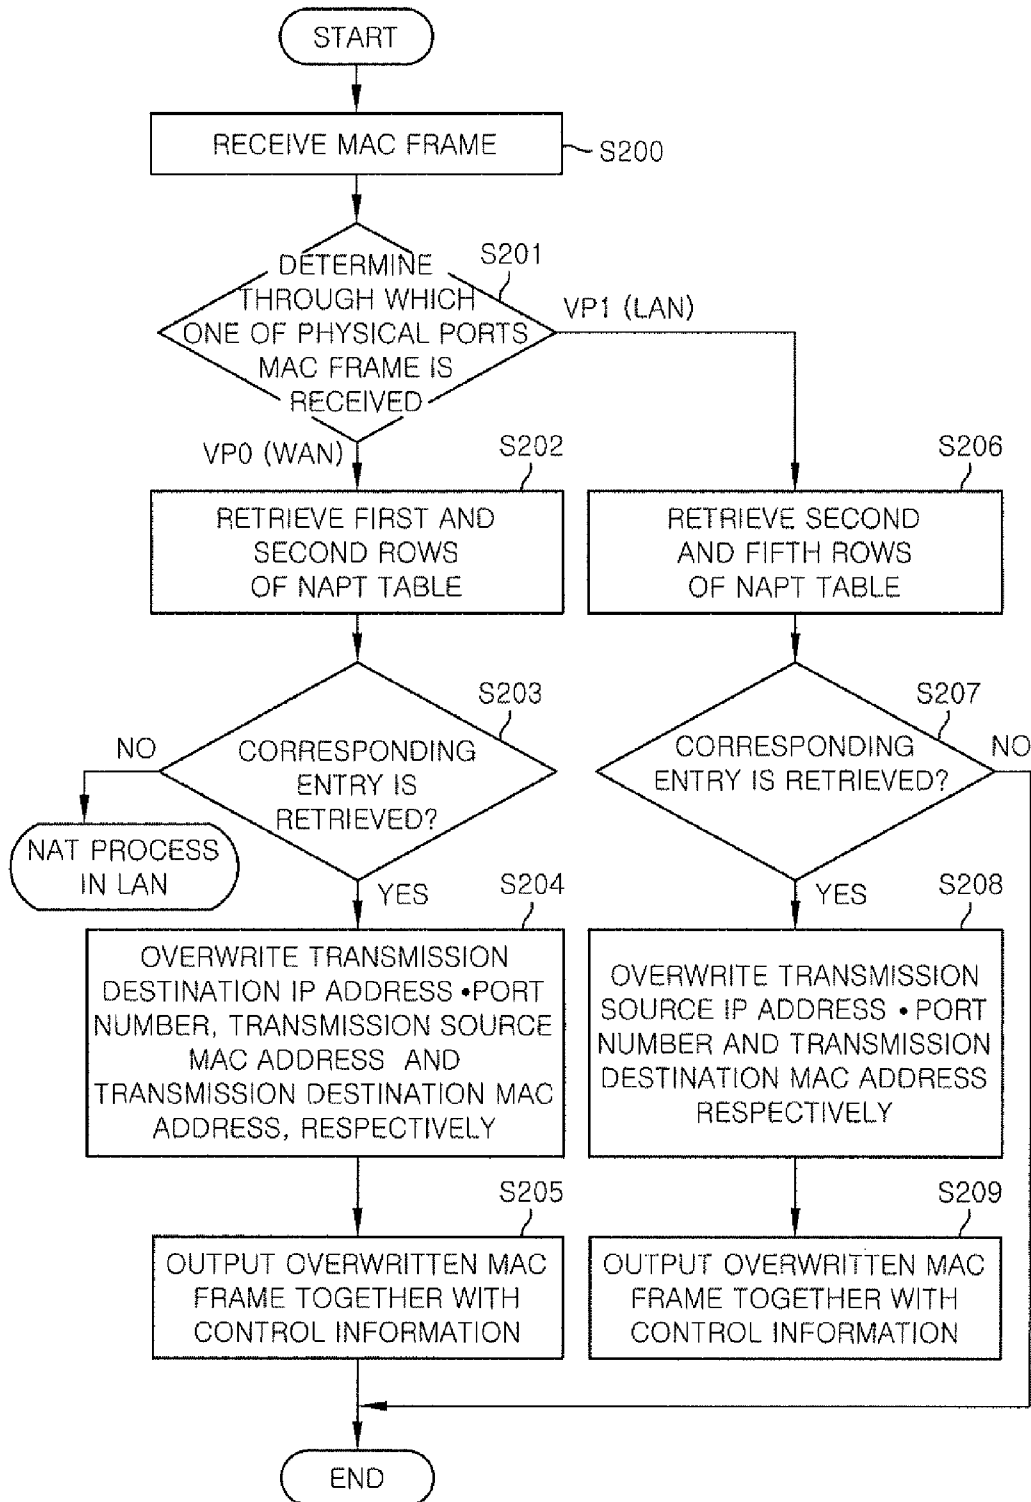 START
RECEIVE MAC FRAME
S200
S201
DETERMINE
THROUGH WHICH
ONE OF PHYSICAL PORTS
MAC FRAME IS
RECEIVED
VP1 (LAN)
VP0 (WAN)
S202
RETRIEVE FIRST AND
SECOND ROWS
OF NAPT TABLE
S206
RETRIEVE SECOND
AND FIFTH ROWS
OF NAPT TABLE
S203
CORRESPONDING
ENTRY IS
RETRIEVED?
NO
NAT PROCESS
IN LAN
YES
S207
CORRESPONDING
ENTRY IS RETRIEVED?
NO
YES
S204
OVERWRITE TRANSMISSION
DESTINATION IP ADDRESS •PORT
NUMBER, TRANSMISSION SOURCE
MAC ADDRESS AND
TRANSMISSION DESTINATION MAC
ADDRESS, RESPECTIVELY
S208
OVERWRITE TRANSMISSION
SOURCE IP ADDRESS •PORT
NUMBER AND TRANSMISSION
DESTINATION MAC ADDRESS
RESPECTIVELY
S205
OUTPUT OVERWRITTEN MAC
FRAME TOGETHER WITH
CONTROL INFORMATION
S209
OUTPUT OVERWRITTEN MAC
FRAME TOGETHER WITH
CONTROL INFORMATION
END